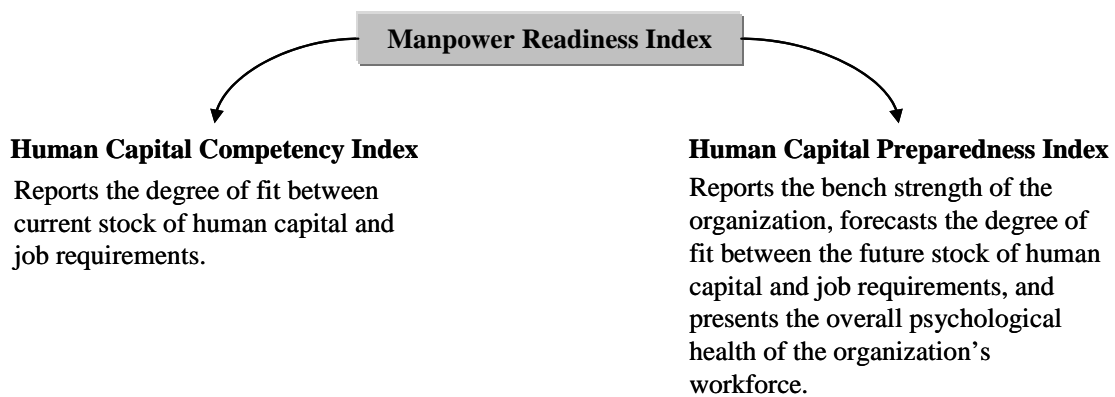 Manpower Readiness Index
Human Capital Competency Index
Reports the degree of fit between
current stock of human capital and
job requirements.
Human Capital Preparedness Index
Reports the bench strength of the
organization, forecasts the degree of
fit between the future stock of human
capital and job requirements, and
presents the overall psychological
health of the organization’s
workforce.